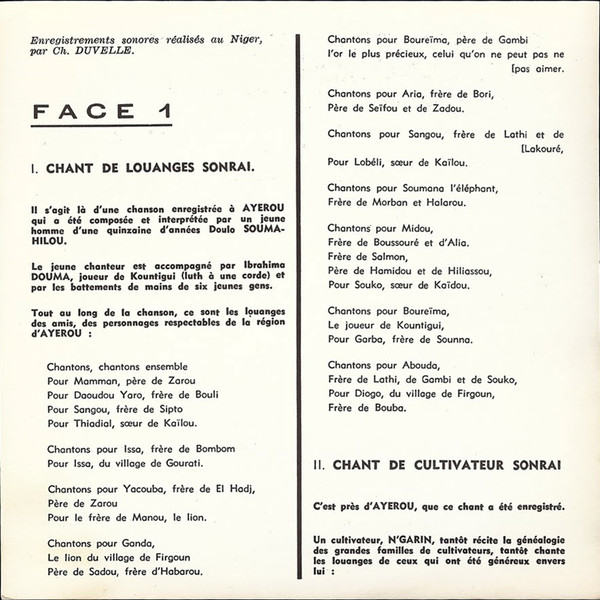 Enregistrements sonores réalisés au Niger,
par Ch. DUVELLE.
FACE 1
I. CHANT DE LOUANGES SONRAI.
Il s'agit là d'une chanson enregistrée à AYEROU
qui a été composée et interprétée par un jeune
homme d'une quinzaine d'années Doulo SOUMA-
HILOU.
Le jeune chanteur est accompagné par Ibrahima
DOUMA, joueur de Kountigui (luth à une corde) et
par les battements de mains de six jeunes gens.
Tout au long de la chanson, ce sont les louanges
des amis, des personnages respectables de la région
d'AYEROU :
Chantons, chantons ensemble
Pour Mamman, père de Zarou
Pour Daoudou Yaro, frère de Bouli
Pour Sangou, frère de Sipto
Pour Thiadial, sœur de Kaïlou.
Chantons pour Issa, frère de Bombom
Pour Issa, du village de Gourati.
Chantons pour Yacouba, frère de El Hadj,
Père de Zarou
Pour le frère de Manou, le lion.
Chantons pour Ganda,
Le lion du village de Firgoun
Père de Sadou, frère d'Habarou.
Chantons pour Boureïma, père de Gambi
l'or le plus précieux, celui qu'on ne peut pas ne
[pas aimer.
Chantons pour Aria, frère de Bori,
Père de Seïfou et de Zadou.
Chantons pour Sangou, frère de Lathi et de
[Lakouré,
Pour Lobéli, sœur de Kaïlou.
Chantons pour Soumana l'éléphant,
Frère de Morban et Halarou.
Chantons pour Midou,
Frère de Boussouré et d'Alia.
Frère de Salmon,
Père de Hamidou et de Hiliassou,
Pour Souko, sœur de Kaïdou.
Chantons pour Boureïma,
Le joueur de Kountigui,
Pour Garba, frère de Sounna.
Chantons pour Abouda,
Frère de Lathi, de Gambi et de Souko,
Pour Diogo, du village de Firgoun,
Frère de Bouba.
II. CHANT DE CULTIVATEUR SONRAI
C'est près d'AYEROU, que ce chant a été enregistré.
Un cultivateur, N'GARIN, tantôt récite la généalogie
des grandes familles de cultivateurs, tantôt chante
les louanges de ceux qui ont été généreux envers
lui :